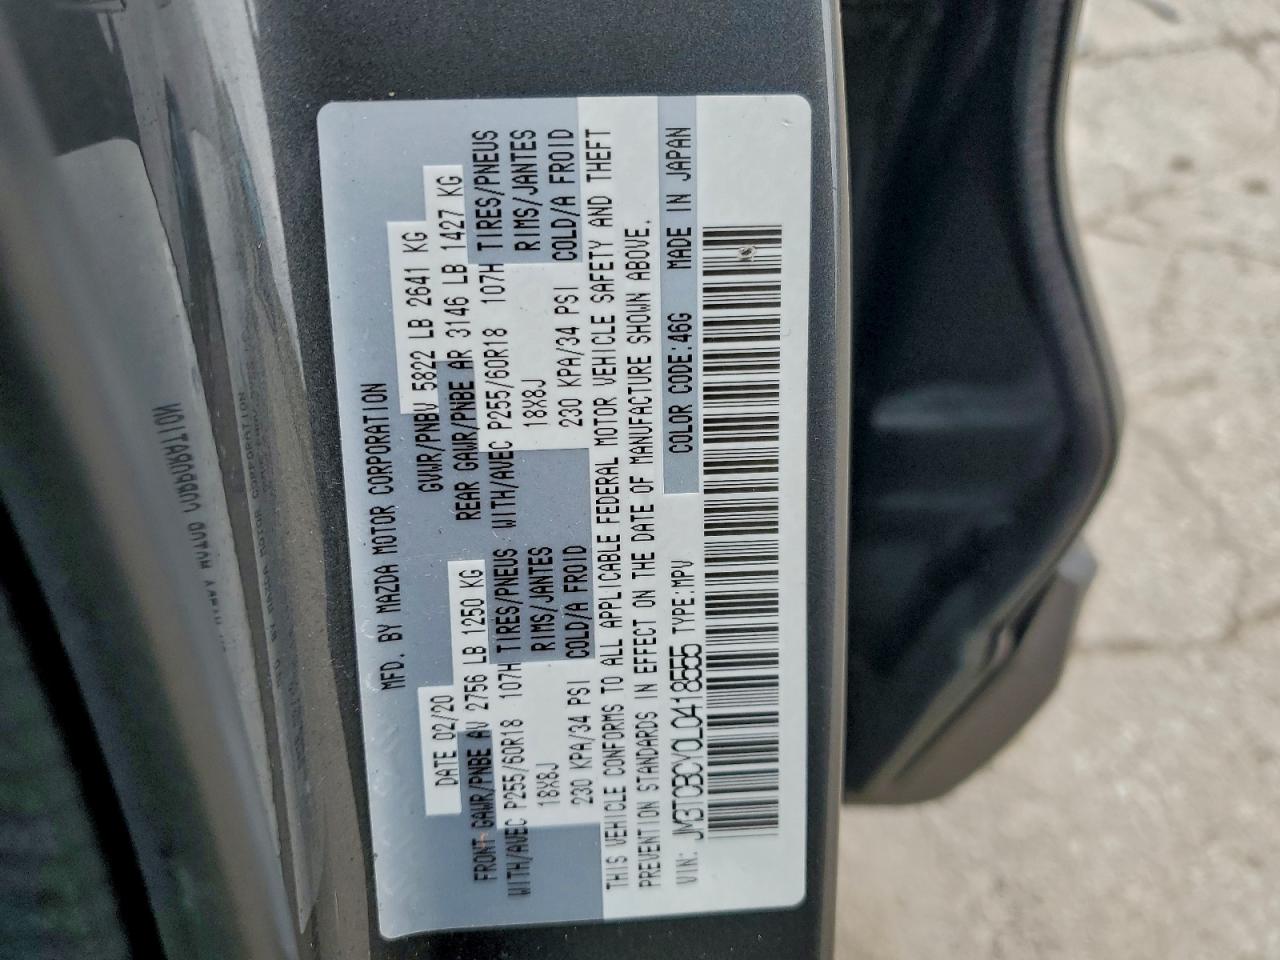 MFD. BY MAZDA MOTOR CORPORATION
DATE 02/20 GVWR/PNBV 5822 LB 2641 KG
FRONT GAWR/PNBE AV 2756 LB 1250 KG REAR GAWR/PNBE AR 3146 LB 1427 KG
WITH/AVEC P255/60R18 107H TIRES/PNEUS WITH/AVEC P255/60R18 107H TIRES/PNEUS
18X8J RIMS/JANTES 18X8J RIMS/JANTES
230 KPA/34 PSI COLD/A FROID 230 KPA/34 PSI COLD/A FROID
THIS VEHICLE CONFORMS TO ALL APPLICABLE FEDERAL MOTOR VEHICLE SAFETY AND THEFT
PREVENTION STANDARDS IN EFFECT ON THE DATE OF MANUFACTURE SHOWN ABOVE.
VIN: JM3TCBCY0L0418555 TYPE:MPV COLOR CODE:46G MADE IN JAPAN